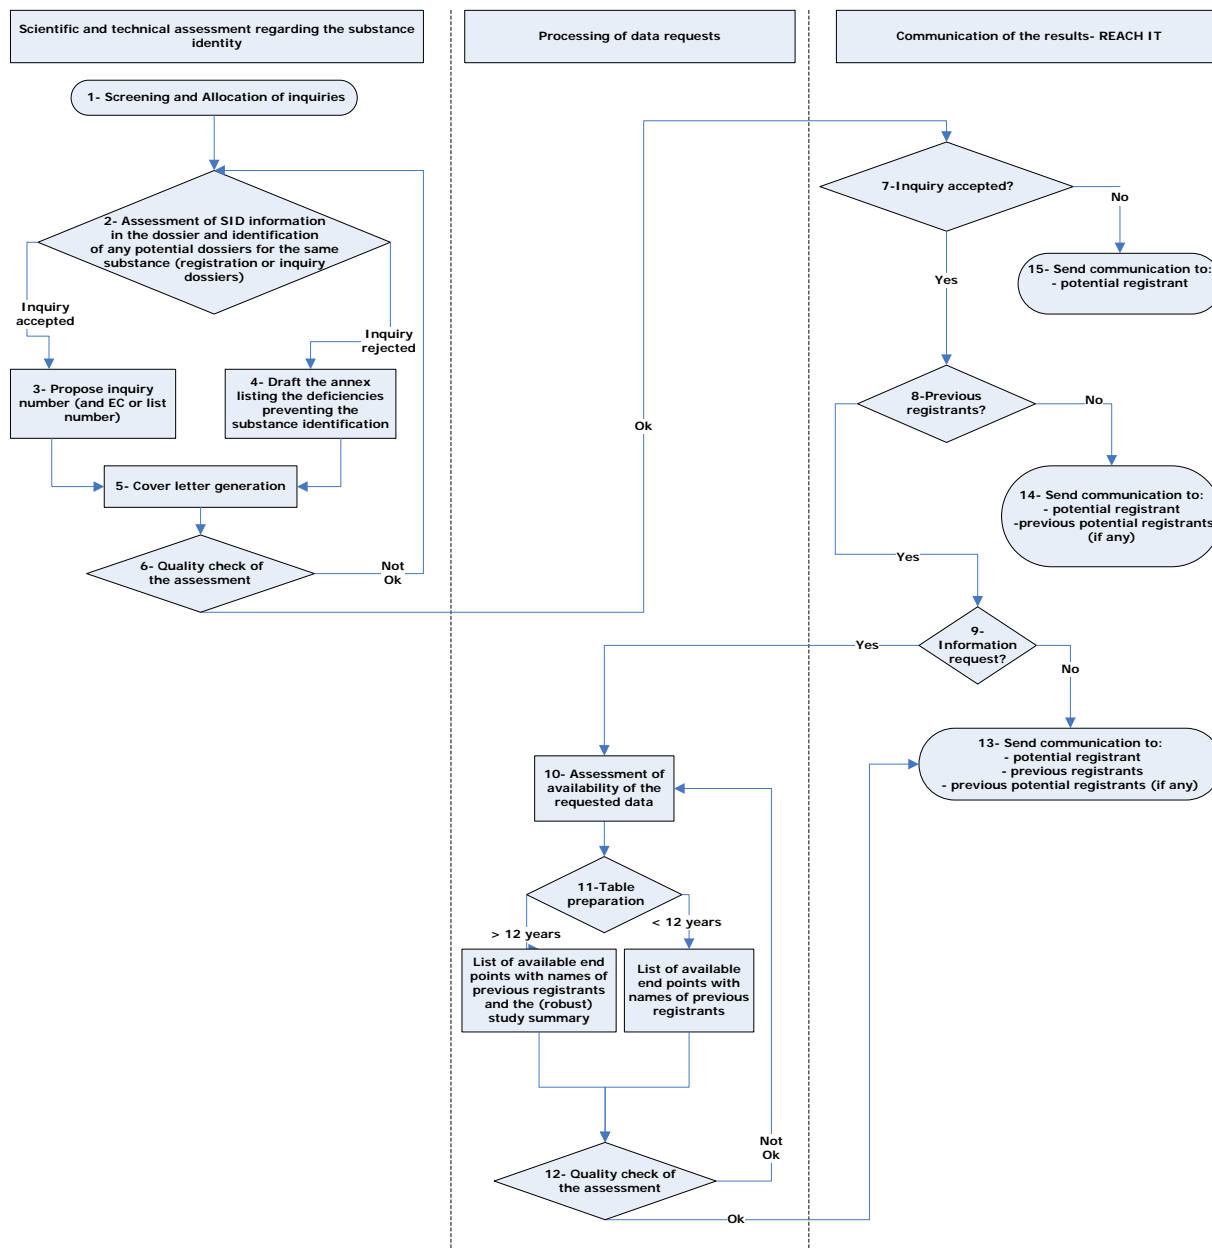 Scientific and technical assessment regarding the substance
identity
Processing of data requests
Communication of the results- REACH IT
1- Screening and Allocation of inquiries
2- Assessment of SID information
in the dossier and identification
of any potential dossiers for the same
substance (registration or inquiry
dossiers)
Inquiry
accepted
Inquiry
rejected
3- Propose inquiry
number (and EC or list
number)
4- Draft the annex
listing the deficiencies
preventing the
substance identification
5- Cover letter generation
6- Quality check of
the assessment
Not
Ok
Ok
7-Inquiry accepted?
No
15- Send communication to:
- potential registrant
Yes
8-Previous
registrants?
No
14- Send communication to:
- potential registrant
-previous potential registrants
(if any)
Yes
9-
Information
request?
Yes
No
13- Send communication to:
- potential registrant
- previous registrants
- previous potential registrants (if any)
10- Assessment of
availability of the
requested data
11-Table
preparation
> 12 years
< 12 years
List of available end
points with names of
previous registrants
and the (robust)
study summary
List of available
end points with
names of previous
registrants
12- Quality check of
the assessment
Not
Ok
Ok